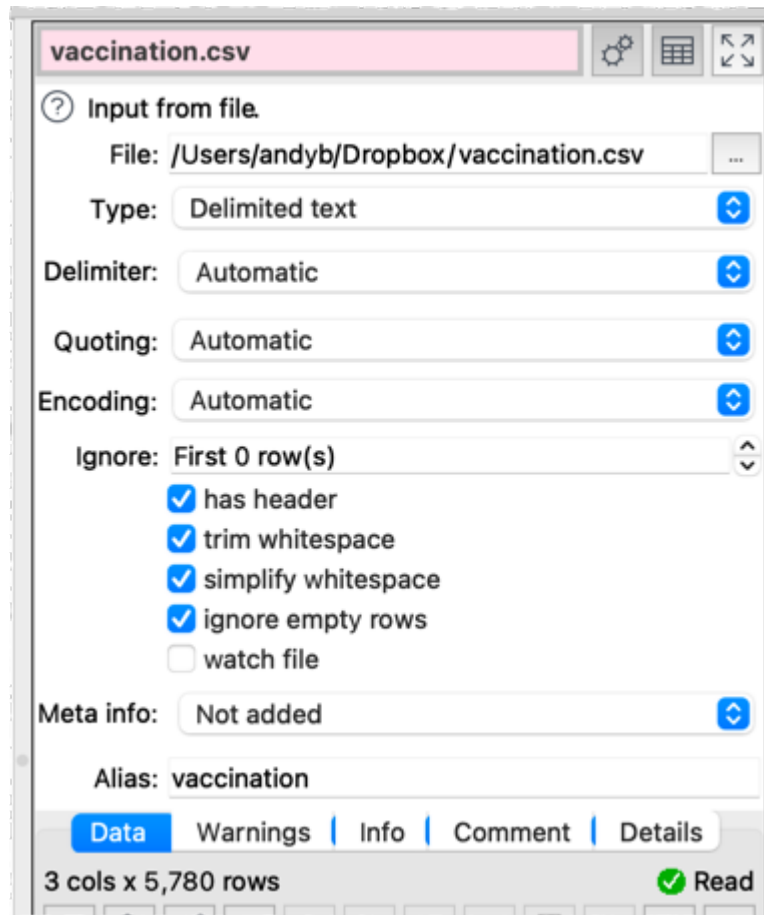 vaccination.csv
? Input from file.
File: /Users/andyb/Dropbox/vaccination.csv ...
Type: Delimited text
Delimiter: Automatic
Quoting: Automatic
Encoding: Automatic
Ignore: First 0 row(s)
has header
trim whitespace
simplify whitespace
ignore empty rows
watch file
Meta info: Not added
Alias: vaccination
Data Warnings Info Comment Details
3 cols x 5,780 rows Read